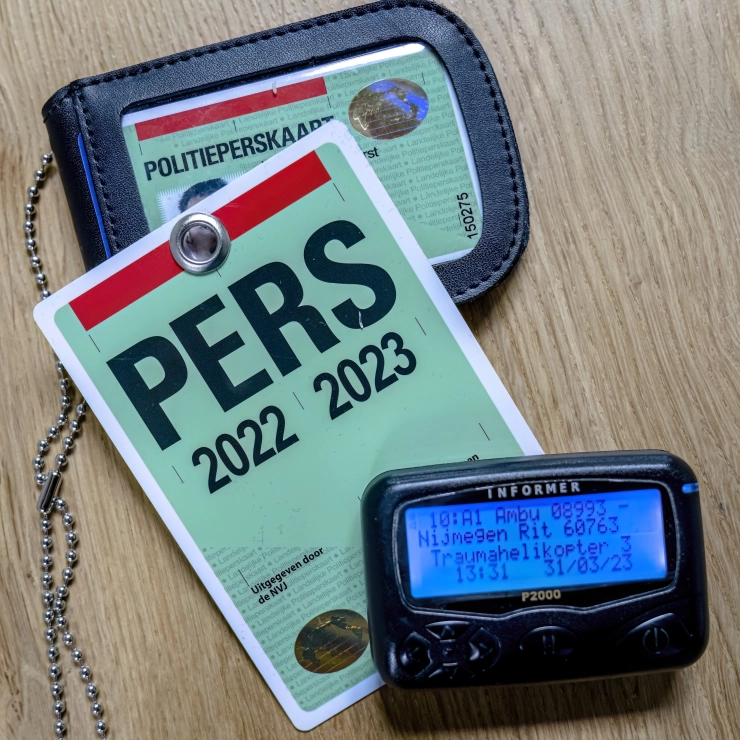 POLITIEPERSKAART
rst
150275
PERS
2022 2023
Uitgegeven door
de NVJ
INFORMER
10:A1 Ambu 08993 -
Nijmegen Rit 60763
Traumahelikopter 3
13:31 31/03/23
P2000